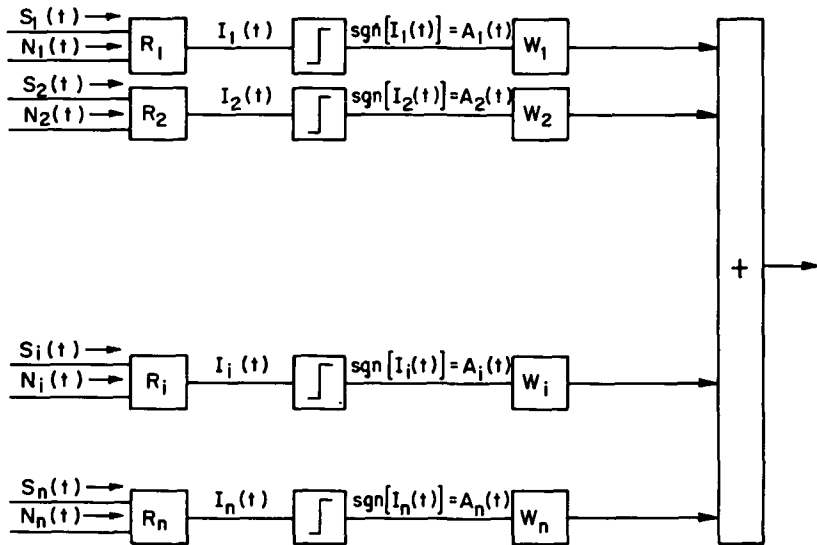 S₁(t)
N₁(t) R₁ I₁(t) sgn[I₁(t)]=A₁(t) W₁
S₂(t)
N₂(t) R₂ I₂(t) sgn[I₂(t)]=A₂(t) W₂
+
Sᵢ(t)
Nᵢ(t) Rᵢ Iᵢ(t) sgn[Iᵢ(t)]=Aᵢ(t) Wᵢ
Sₙ(t)
Nₙ(t) Rₙ Iₙ(t) sgn[Iₙ(t)]=Aₙ(t) Wₙ